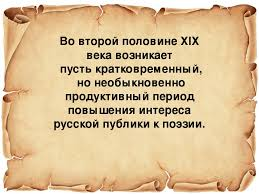 Во второй половине XIX
века возникает
пусть кратковременный,
но необыкновенно
продуктивный период
повышения интереса
русской публики к поэзии.